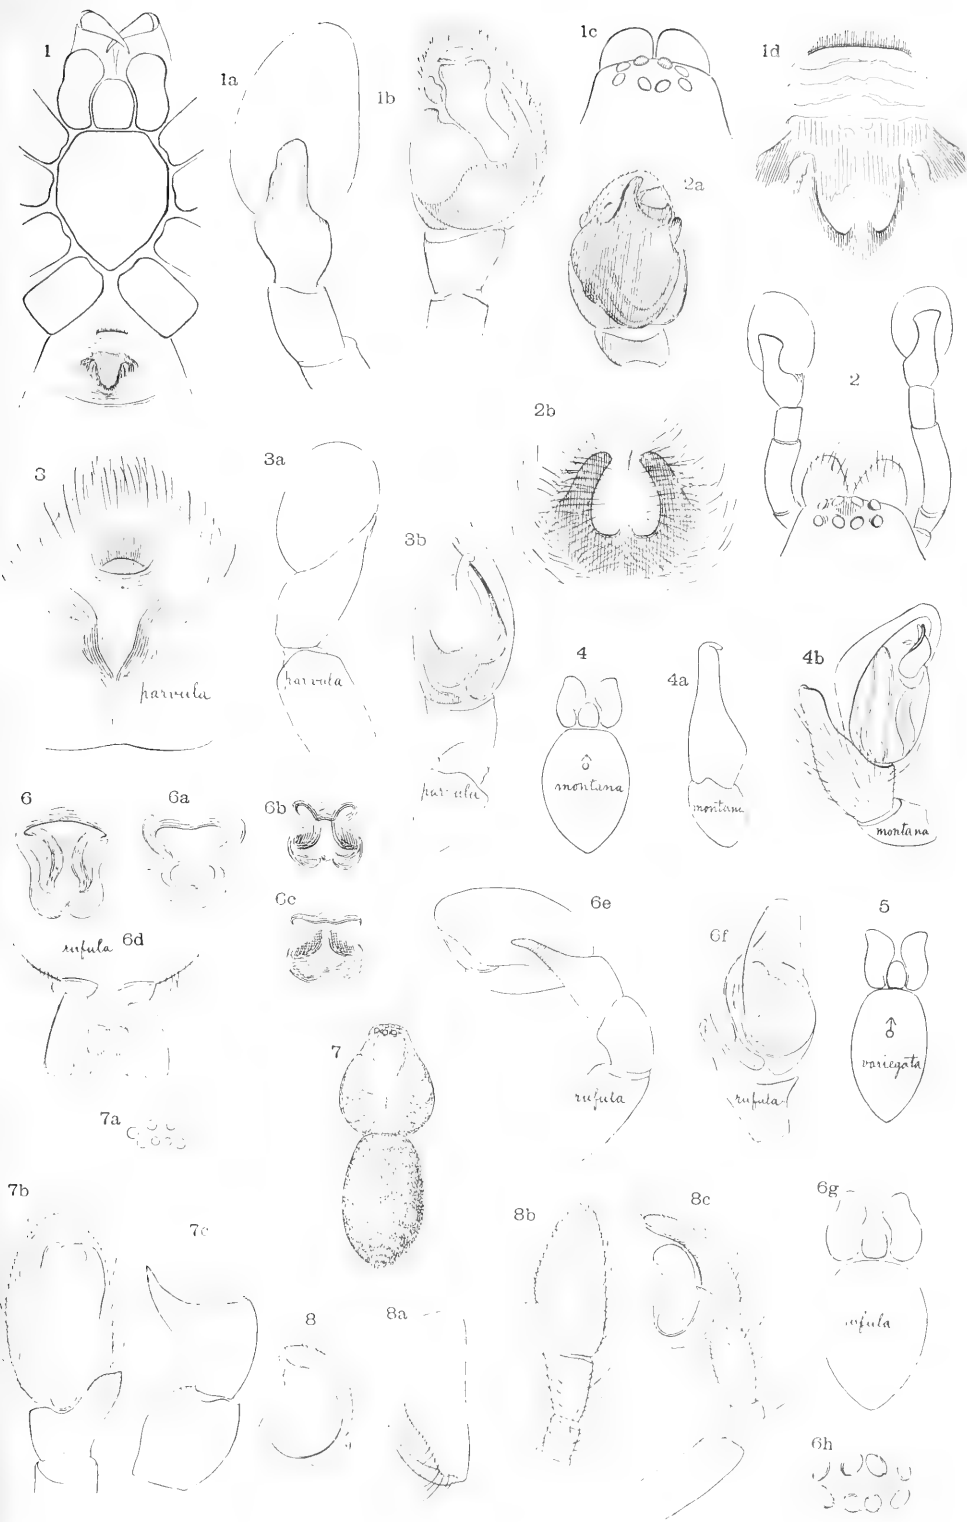 1
1a
1b
1c
1d
2a
2
2b
3
3a
3b
parvula
parvula
parvula
4
montana
4a
montana
4b
montana
6
6a
6b
6c
rufula 6d
6e
rufula
6f
rufula
5
variegata
7
7a
7b
7c
8
8a
8b
8c
6g
rufula
6h